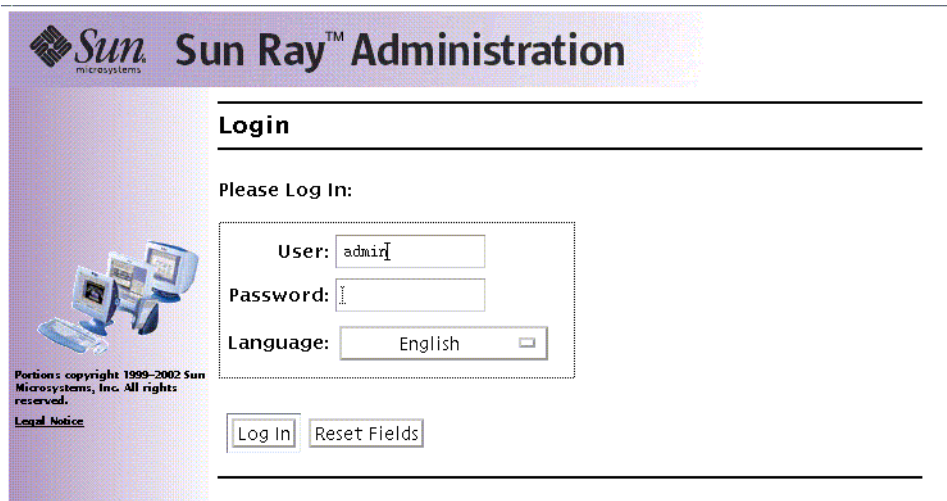 Sun
microsystems
Sun Ray™ Administration
Login
Please Log In:
User: admin
Password:
Language: English
Portions copyright 1999–2002 Sun
Microsystems, Inc. All rights
reserved.
Legal Notice
Log In Reset Fields